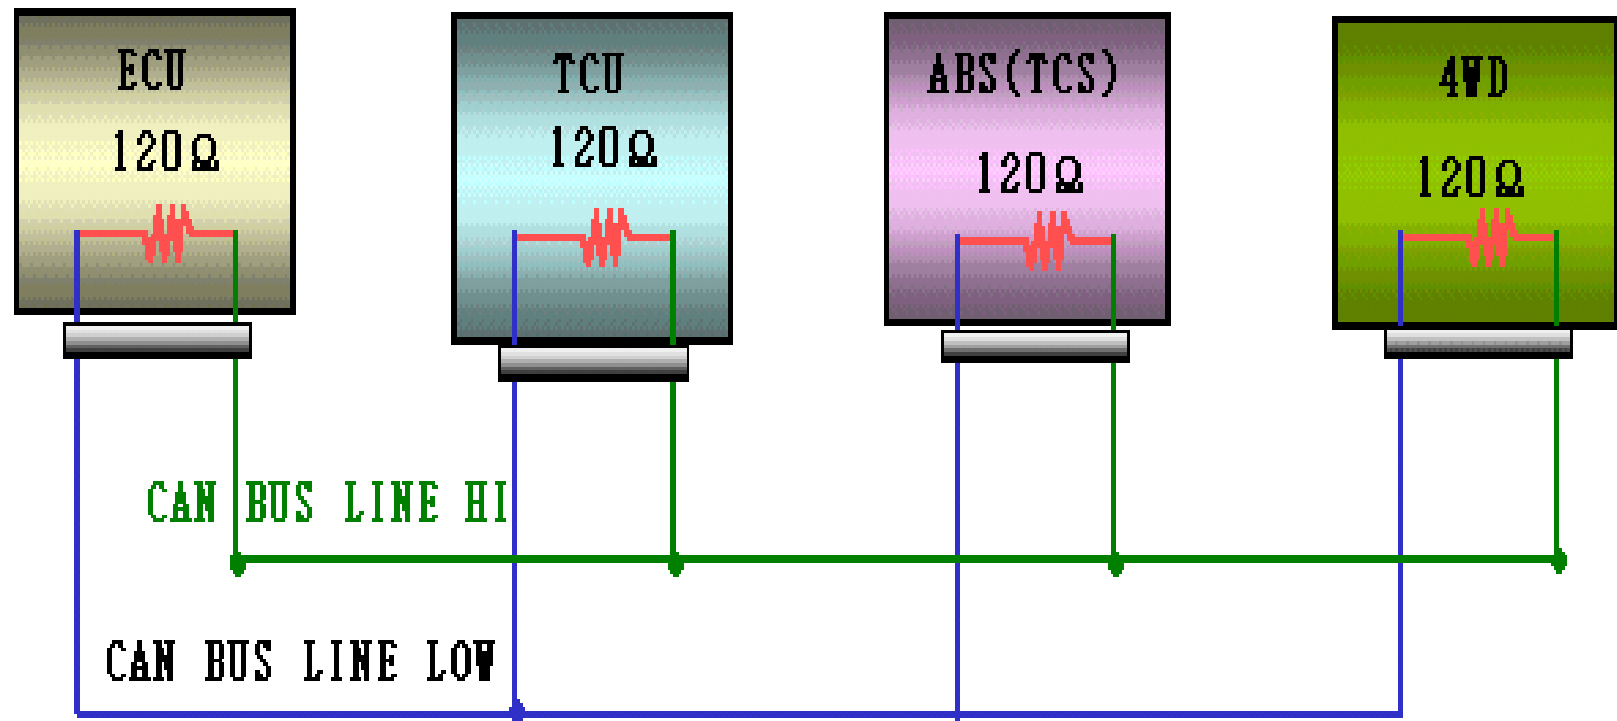 ECU
120Ω
TCU
120Ω
ABS(TCS)
120Ω
4WD
120Ω
CAN BUS LINE HI
CAN BUS LINE LOW